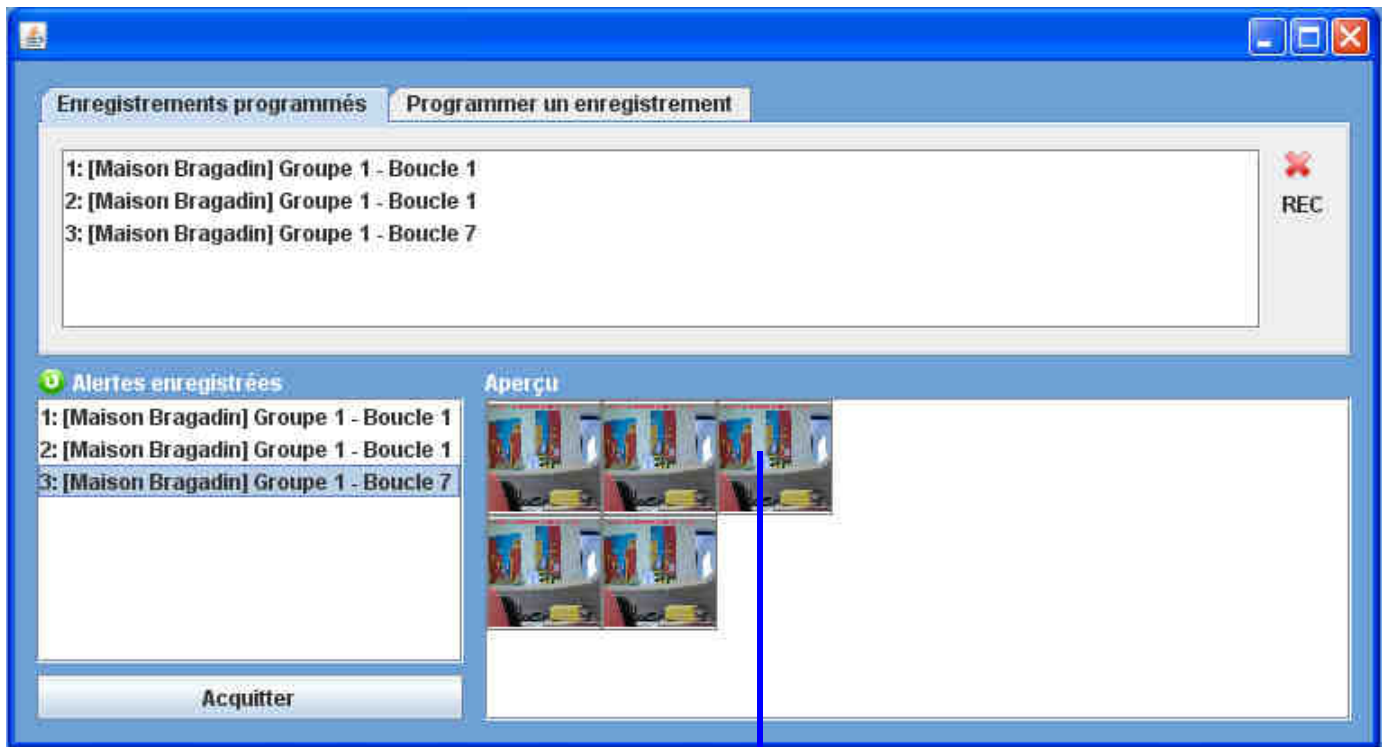 Enregistrements programmés
Programmer un enregistrement
1: [Maison Bragadin] Groupe 1 - Boucle 1
2: [Maison Bragadin] Groupe 1 - Boucle 1
3: [Maison Bragadin] Groupe 1 - Boucle 7
REC
Alertes enregistrées
1: [Maison Bragadin] Groupe 1 - Boucle 1
2: [Maison Bragadin] Groupe 1 - Boucle 1
3: [Maison Bragadin] Groupe 1 - Boucle 7
Acquitter
Aperçu